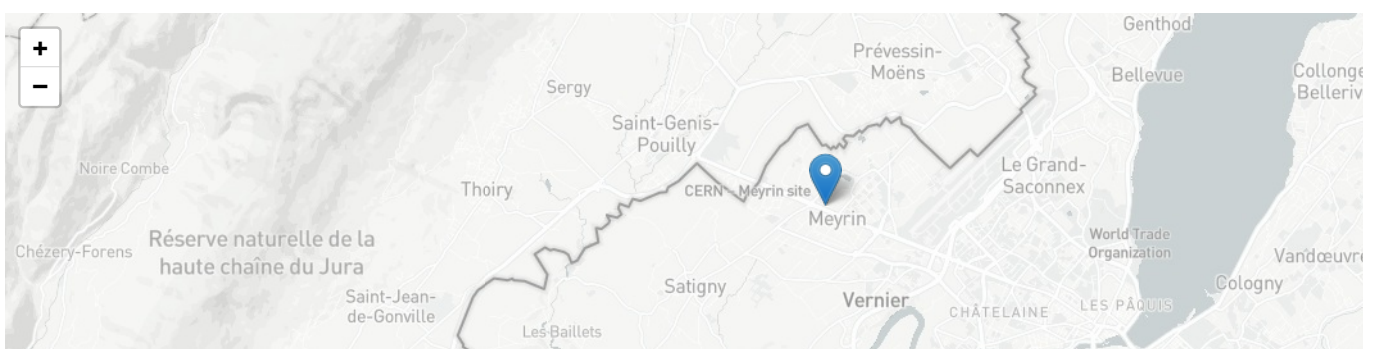 +
−
Genthod
Prévessin-
Moëns
Bellevue
Collonge
Belleriv
Sergy
Saint-Genis-
Pouilly
Noire Combe
Thoiry
CERN - Meyrin site
Le Grand-
Saconnex
Meyrin
Chézery-Forens
Réserve naturelle de la
haute chaîne du Jura
World Trade
Organization
Vandœuvre
Satigny
Cologny
Saint-Jean-
de-Gonville
Vernier
CHÂTELAINE
LES PÂQUIS
Les Baillets